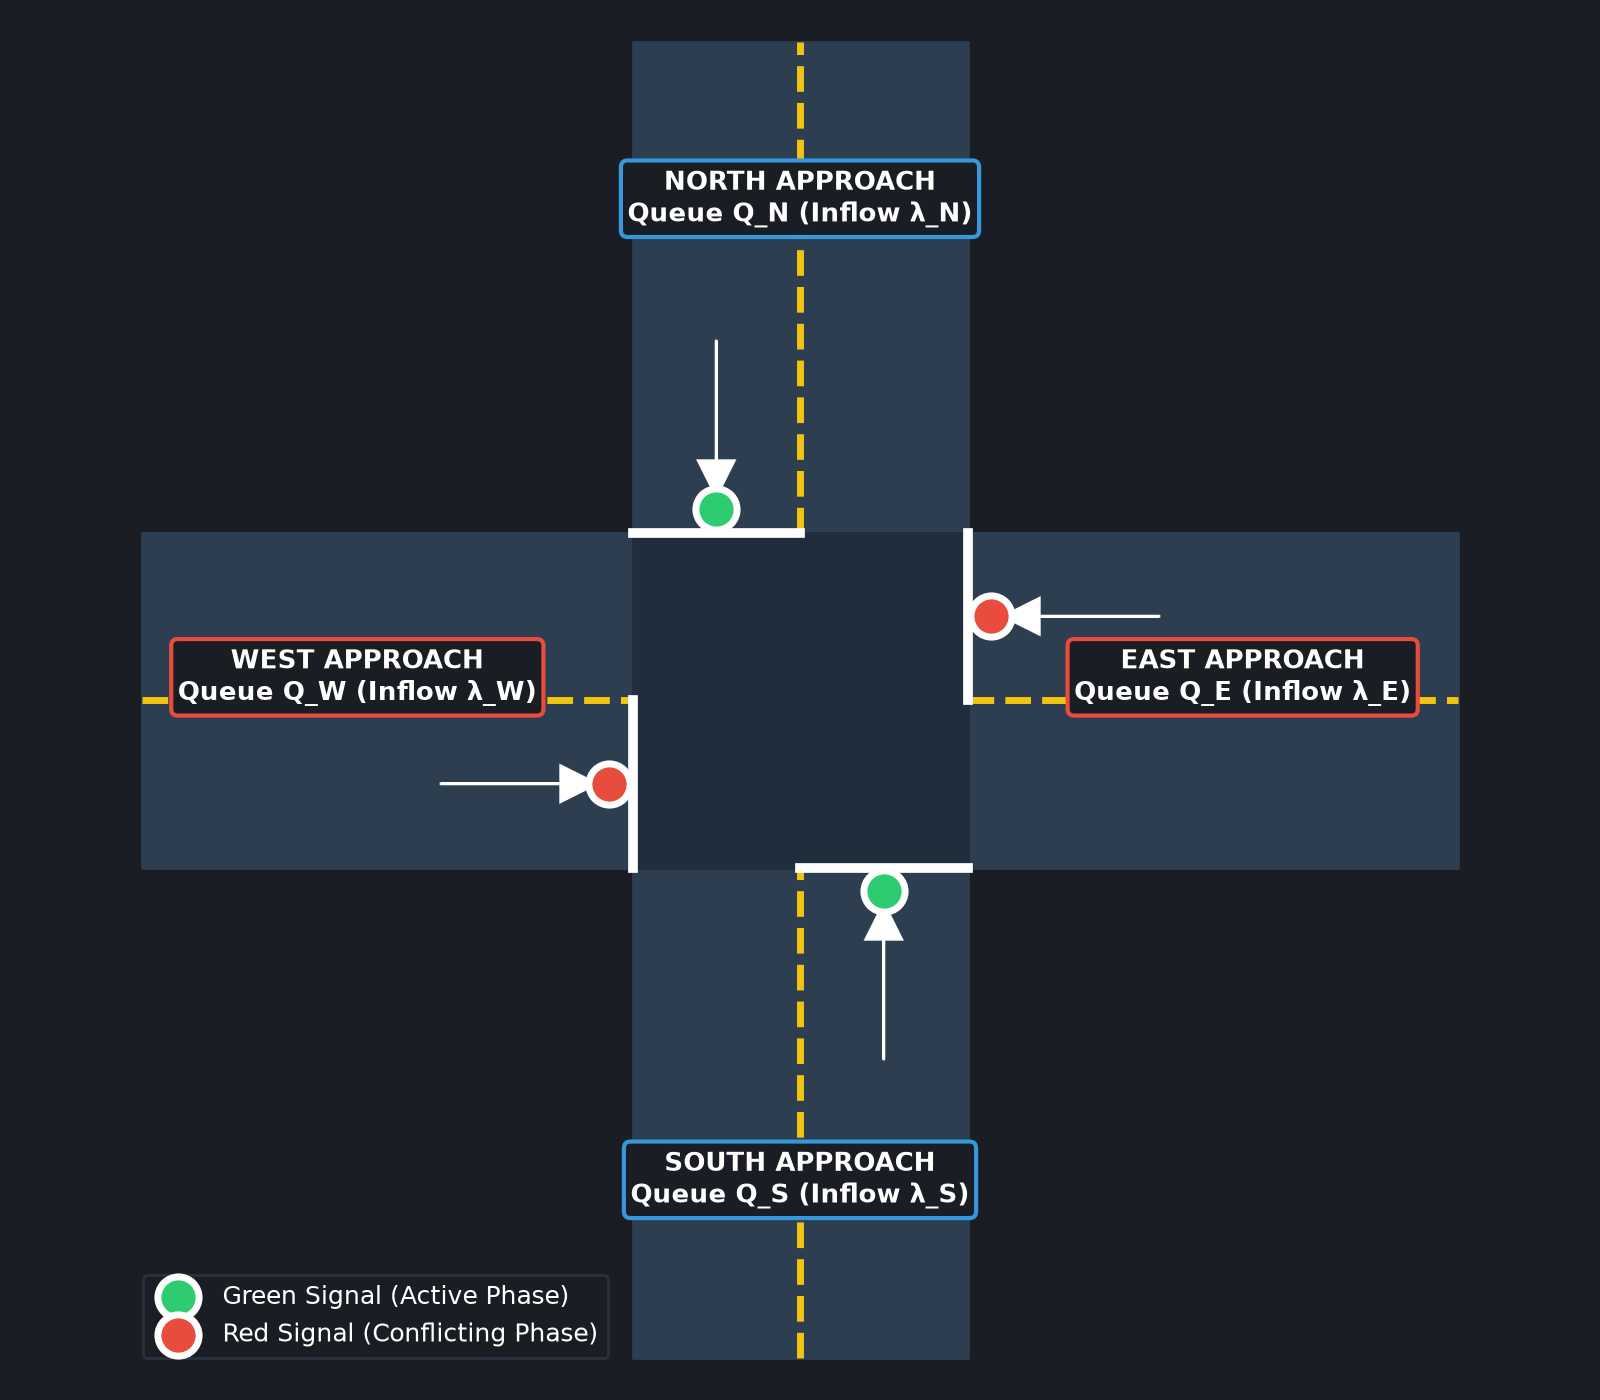 NORTH APPROACH
Queue Q_N (Inflow λ_N)
WEST APPROACH
Queue Q_W (Inflow λ_W)
EAST APPROACH
Queue Q_E (Inflow λ_E)
SOUTH APPROACH
Queue Q_S (Inflow λ_S)
Green Signal (Active Phase)
Red Signal (Conflicting Phase)